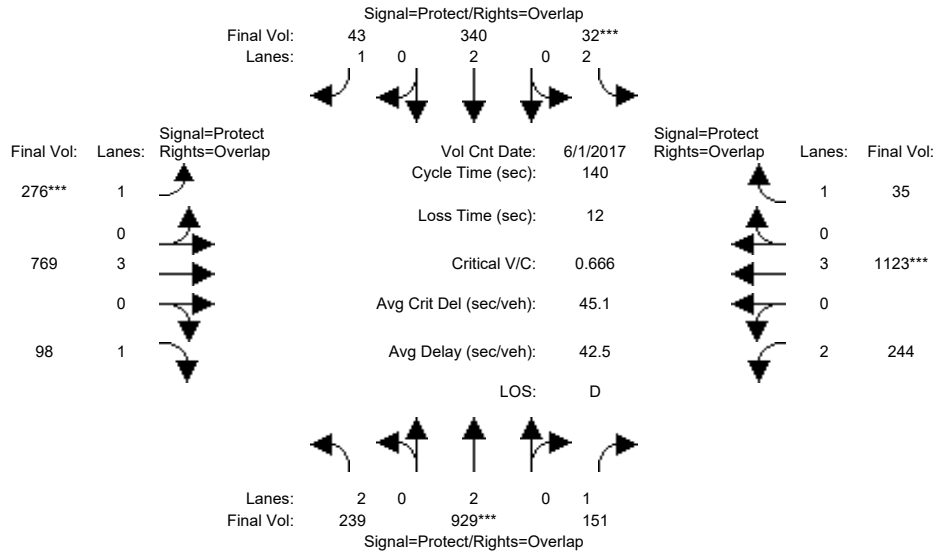 Signal=Protect/Rights=Overlap
Final Vol: 43 340 32***
Lanes: 1 0 2 0 2
Signal=Protect
Final Vol: Lanes: Rights=Overlap
Vol Cnt Date: 6/1/2017
Signal=Protect
Rights=Overlap Lanes: Final Vol:
Cycle Time (sec): 140
276*** 1 1 35
Loss Time (sec): 12
0 0
769 3 Critical V/C: 0.666 3 1123***
0 Avg Crit Del (sec/veh): 45.1 0
98 1 Avg Delay (sec/veh): 42.5 2 244
LOS: D
Lanes: 2 0 2 0 1
Final Vol: 239 929*** 151
Signal=Protect/Rights=Overlap